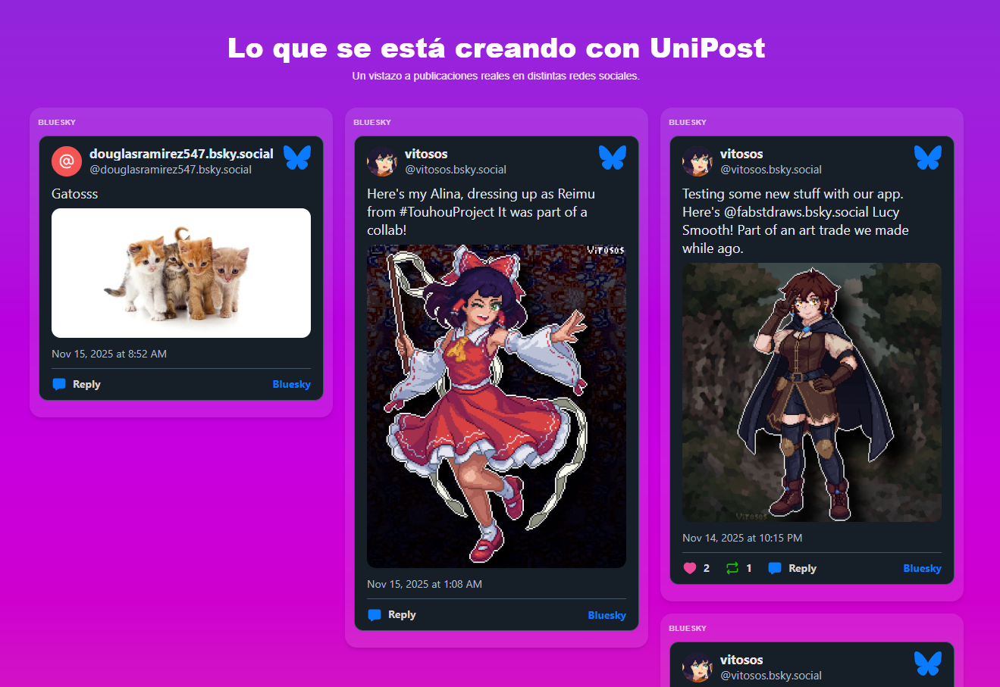 Lo que se está creando con UniPost
Un vistazo a publicaciones reales en distintas redes sociales.
BLUESKY
@
douglasramirez547.bsky.social
@douglasramirez547.bsky.social
Gatosss
Nov 15, 2025 at 8:52 AM
Reply
Bluesky
BLUESKY
vitosos
@vitosos.bsky.social
Here's my Alina, dressing up as Reimu
from #TouhouProject It was part of a
collab!
Vitosos
Nov 15, 2025 at 1:08 AM
Reply
Bluesky
BLUESKY
vitosos
@vitosos.bsky.social
Testing some new stuff with our app.
Here's @fabstdraws.bsky.social Lucy
Smooth! Part of an art trade we made
while ago.
Vitosos
Nov 14, 2025 at 10:15 PM
2
1
Reply
Bluesky
BLUESKY
vitosos
@vitosos.bsky.social